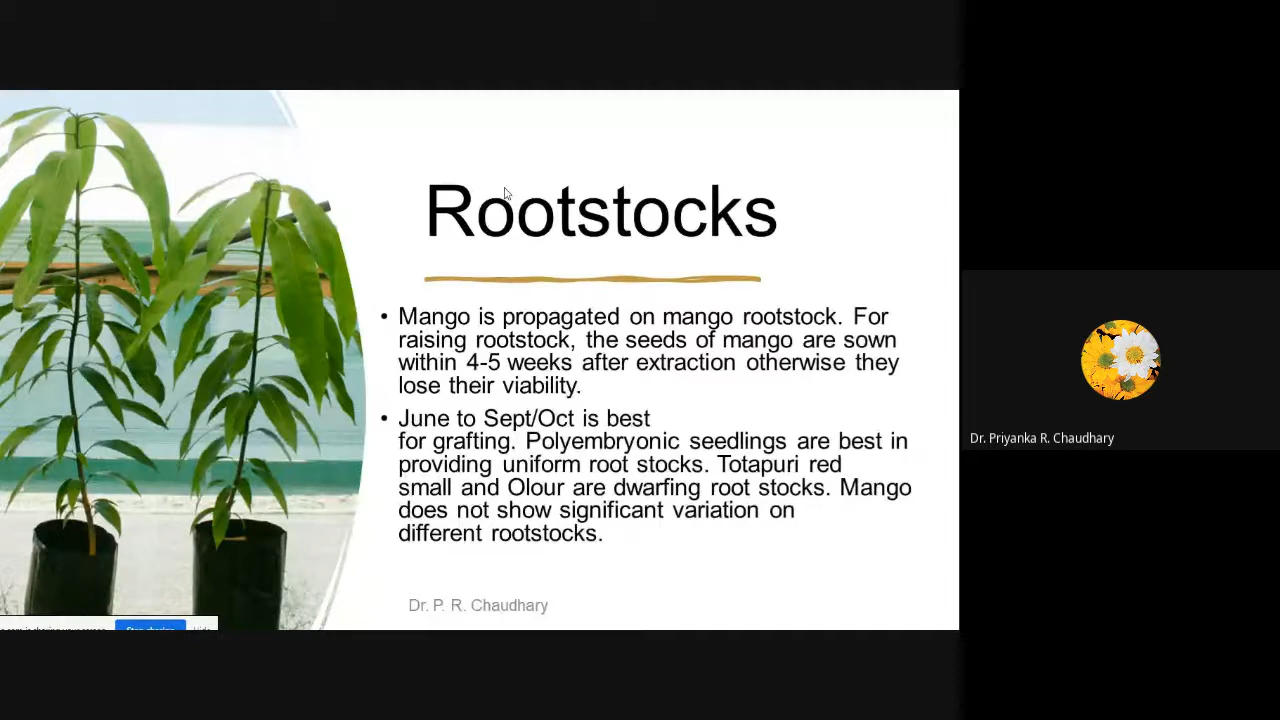 Rootstocks
• Mango is propagated on mango rootstock. For
raising rootstock, the seeds of mango are sown
within 4-5 weeks after extraction otherwise they
lose their viability.
• June to Sept/Oct is best
for grafting. Polyembryonic seedlings are best in
providing uniform root stocks. Totapuri red
small and Olour are dwarfing root stocks. Mango
does not show significant variation on
different rootstocks.
Dr. P. R. Chaudhary
Dr. Priyanka R. Chaudhary